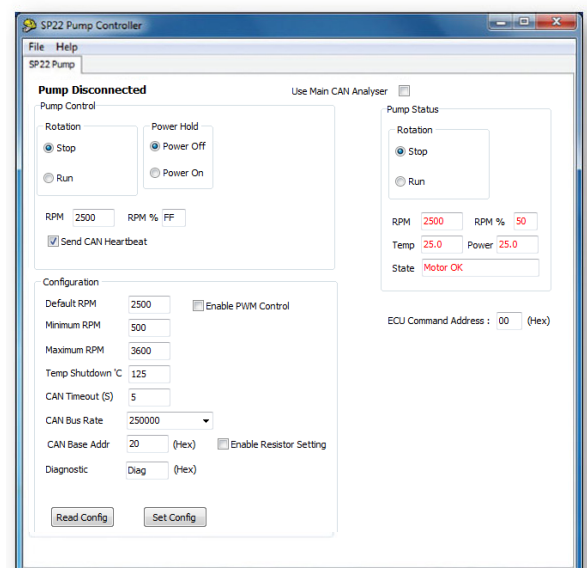 SP22 Pump Controller
File Help
SP22 Pump
Pump Disconnected
Use Main CAN Analyser
Pump Control
Rotation
Stop
Run
Power Hold
Power Off
Power On
RPM 2500 RPM % FF
Send CAN Heartbeat
Pump Status
Rotation
Stop
Run
RPM 2500 RPM % 50
Temp 25.0 Power 25.0
State Motor OK
ECU Command Address : 00 (Hex)
Configuration
Default RPM 2500 Enable PWM Control
Minimum RPM 500
Maximum RPM 3600
Temp Shutdown 'C 125
CAN Timeout (S) 5
CAN Bus Rate 250000
CAN Base Addr 20 (Hex) Enable Resistor Setting
Diagnostic Diag (Hex)
Read Config Set Config